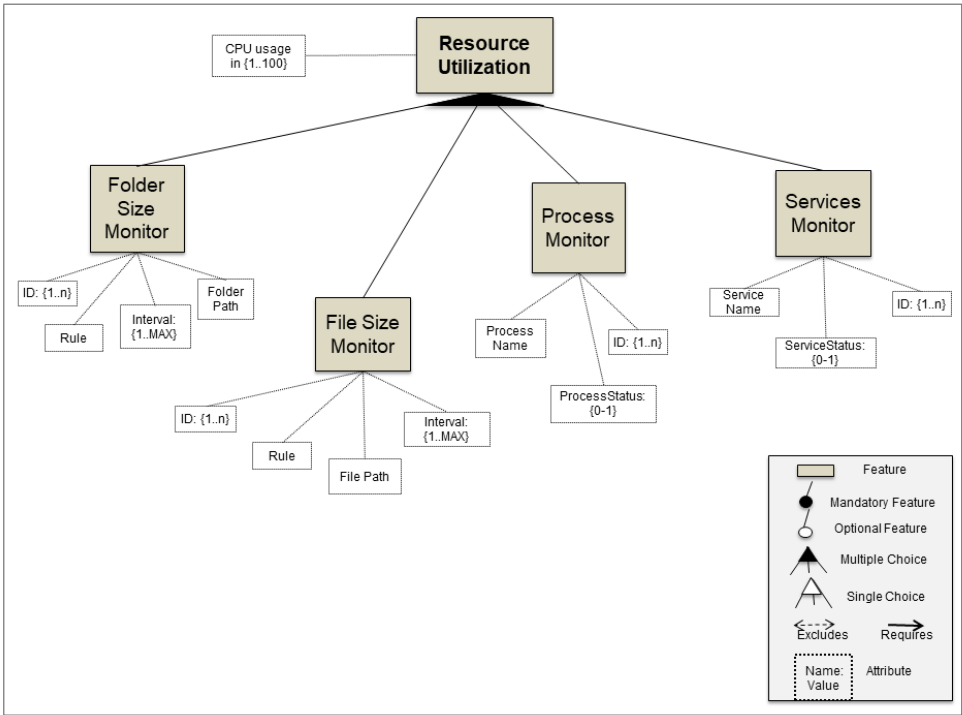 CPU usage
in {1..100}
Resource
Utilization
Folder
Size
Monitor
ID: {1..n}
Rule
Interval:
{1..MAX}
Folder
Path
File Size
Monitor
ID: {1..n}
Rule
File Path
Interval:
{1..MAX}
Process
Monitor
Process
Name
ProcessStatus:
{0-1}
ID: {1..n}
Services
Monitor
Service
Name
ServiceStatus:
{0-1}
ID: {1..n}
Feature
Mandatory Feature
Optional Feature
Multiple Choice
Single Choice
Excludes
Requires
Name:
Value
Attribute